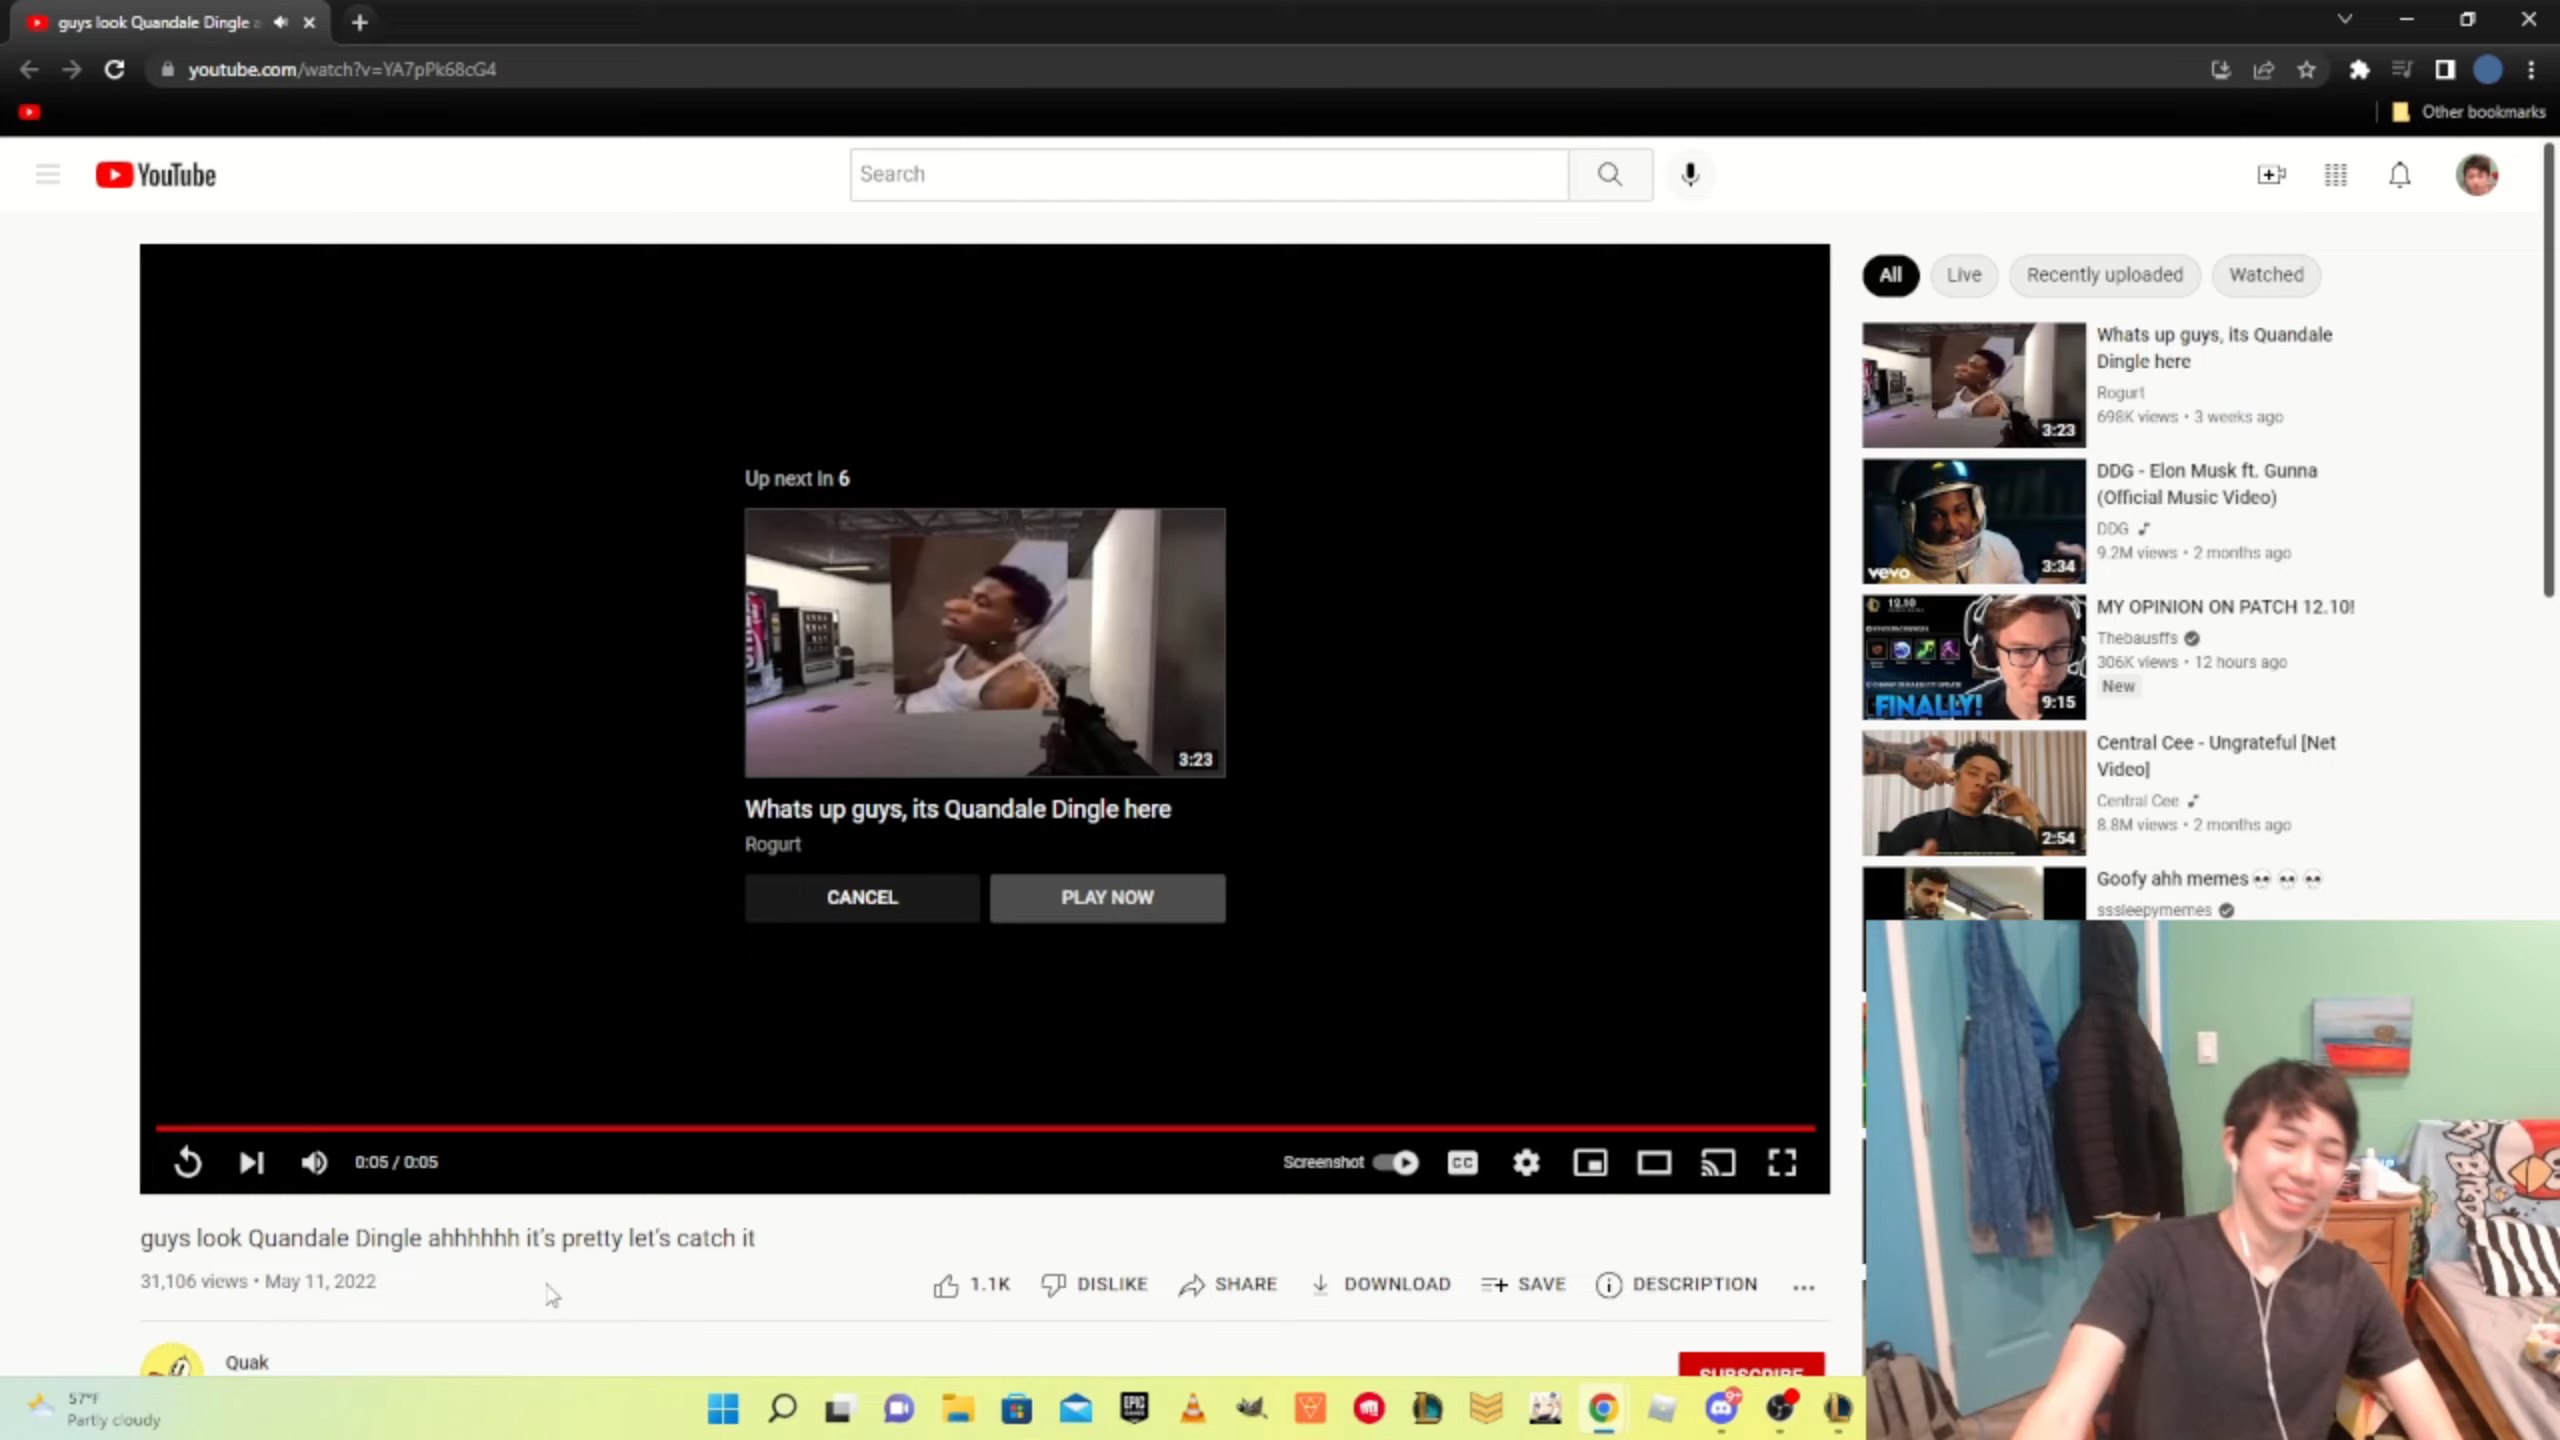 guys look Quandale Dingle a
youtube.com/watch?v=YA7pPk68cG4
Other bookmarks
YouTube
Search
All
Live
Recently uploaded
Watched
Up next in 6
3:23
Whats up guys, its Quandale Dingle here
Rogurt
CANCEL
PLAY NOW
0:05 / 0:05
Screenshot
CC
guys look Quandale Dingle ahhhhhh it's pretty let's catch it
31,106 views • May 11, 2022
1.1K
DISLIKE
SHARE
DOWNLOAD
SAVE
DESCRIPTION
Quak
SUBSCRIBE
3:23
Whats up guys, its Quandale
Dingle here
Rogurt
698K views • 3 weeks ago
vevo
3:34
DDG - Elon Musk ft. Gunna
(Official Music Video)
DDG
9.2M views • 2 months ago
12.10
FINALLY!
9:15
MY OPINION ON PATCH 12.10!
Thebausffs
306K views • 12 hours ago
New
2:54
Central Cee - Ungrateful [Net
Video]
Central Cee
8.8M views • 2 months ago
Goofy ahh memes💀💀💀
sssleepymemes
57°F
Partly cloudy
EPIC
GAMES
9+